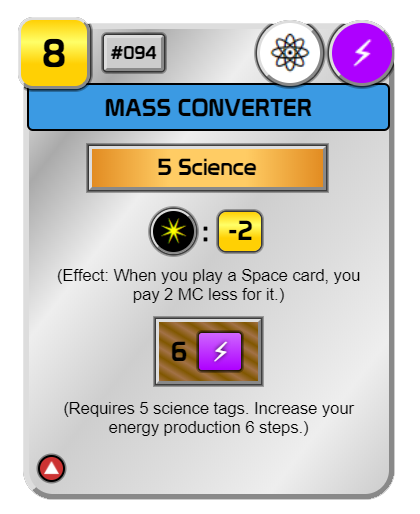 8
#094
MASS CONVERTER
5 Science
: -2
(Effect: When you play a Space card, you
pay 2 MC less for it.)
6
(Requires 5 science tags. Increase your
energy production 6 steps.)